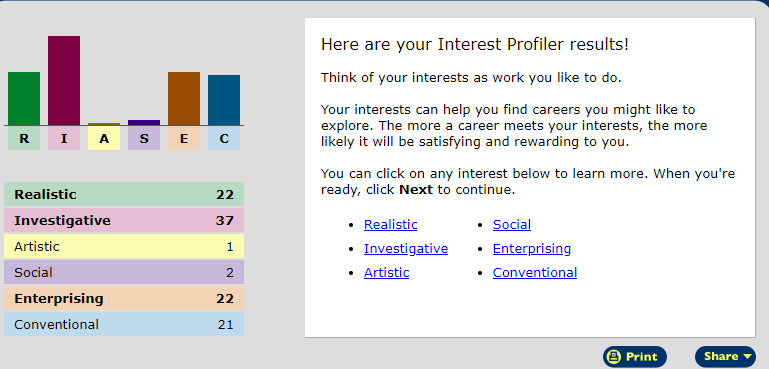 R I A S E C
Realistic 22
Investigative 37
Artistic 1
Social 2
Enterprising 22
Conventional 21
Here are your Interest Profiler results!
Think of your interests as work you like to do.
Your interests can help you find careers you might like to
explore. The more a career meets your interests, the more
likely it will be satisfying and rewarding to you.
You can click on any interest below to learn more. When you're
ready, click Next to continue.
• Realistic
• Investigative
• Artistic
• Social
• Enterprising
• Conventional
Print
Share